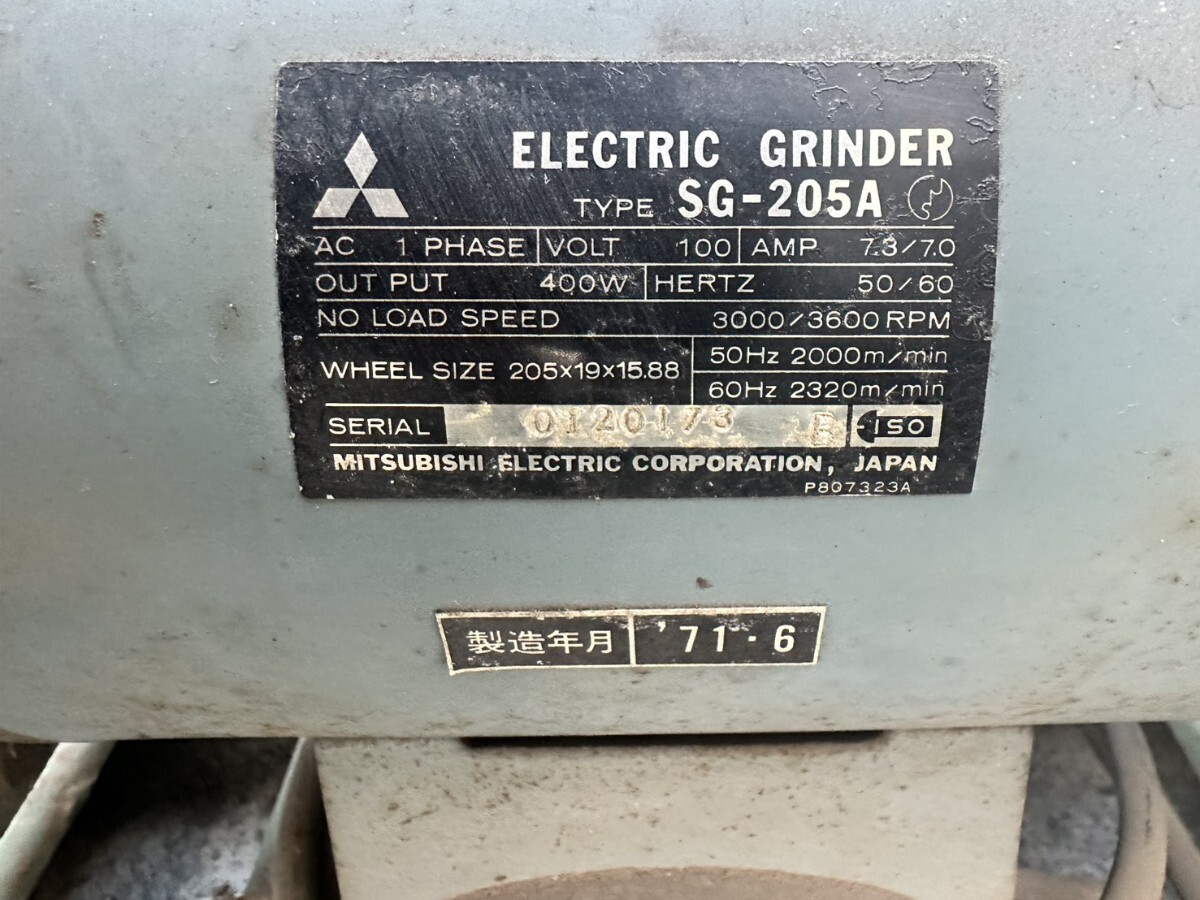 ELECTRIC GRINDER
TYPE SG-205A
AC 1 PHASE VOLT 100 AMP 7.3/7.0
OUT PUT 400W HERTZ 50/60
NO LOAD SPEED 3000/3600 RPM
WHEEL SIZE 205×19×15.88
50Hz 2000m/min
60Hz 2320m/min
SERIAL 0120173 B ISO
MITSUBISHI ELECTRIC CORPORATION, JAPAN
P807323A
製造年月 '71・6